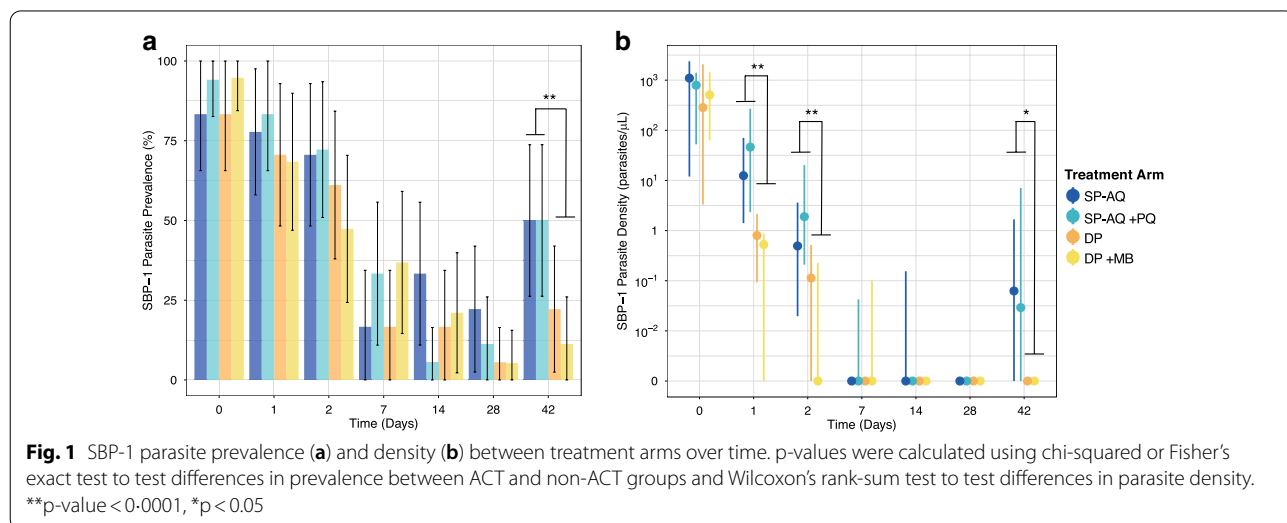 a
SBP−1 Parasite Prevalence (%)
100
75
50
25
0
**
0 1 2 7 14 28 42
Time (Days)
b
SBP−1 Parasite Density (parasites/µL)
10³
10²
10¹
1
10⁻¹
10⁻²
0
**
**
*
0 1 2 7 14 28 42
Time (Days)
Treatment Arm
SP-AQ
SP-AQ +PQ
DP
DP +MB
Fig. 1 SBP-1 parasite prevalence (a) and density (b) between treatment arms over time. p-values were calculated using chi-squared or Fisher’s
exact test to test differences in prevalence between ACT and non-ACT groups and Wilcoxon’s rank-sum test to test differences in parasite density.
**p-value < 0·0001, *p < 0.05